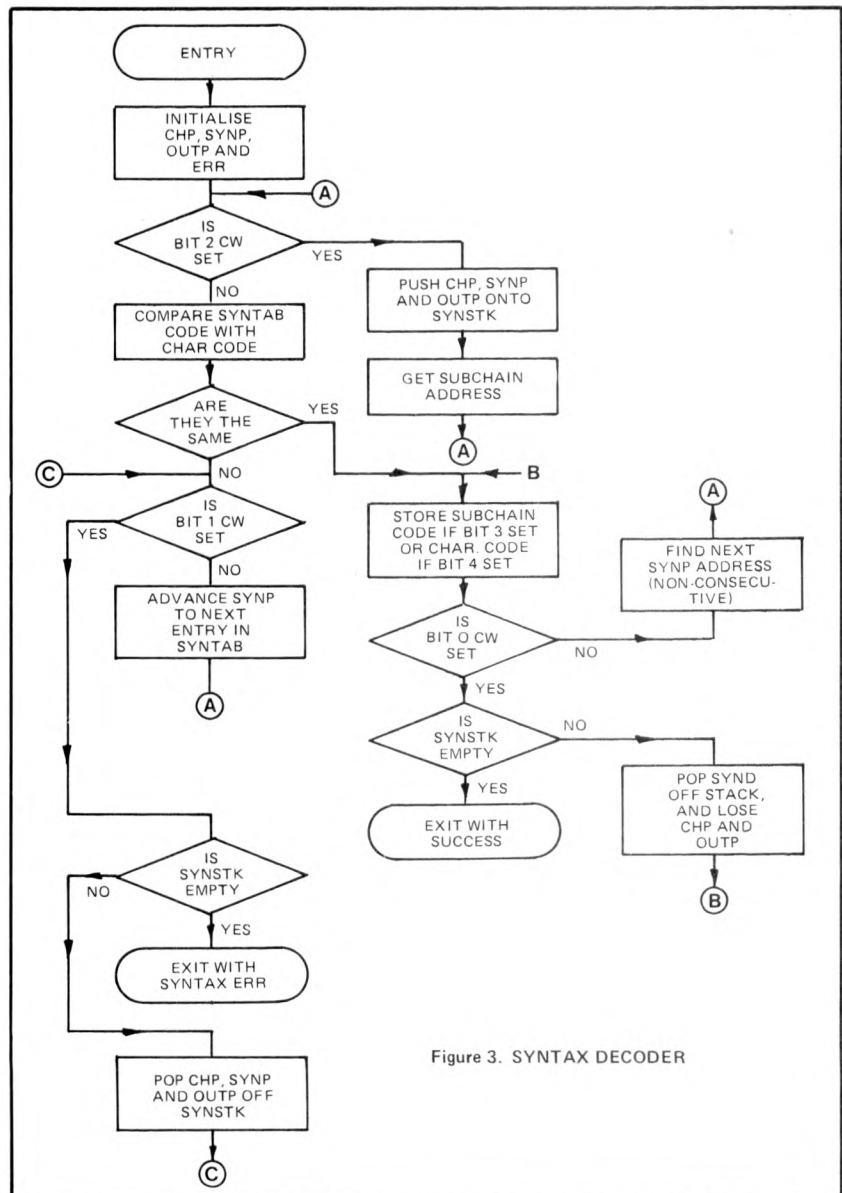 ENTRY
INITIALISE
CHP, SYNP,
OUTP AND
ERR
A
IS
BIT 2 CW
SET
YES
NO
PUSH CHP, SYNP
AND OUTP ONTO
SYNSTK
COMPARE SYNTAB
CODE WITH
CHAR CODE
GET SUBCHAIN
ADDRESS
ARE
THEY THE
SAME
YES
A
C
NO
B
IS
BIT 1 CW
SET
YES
NO
STORE SUBCHAIN
CODE IF BIT 3 SET
OR CHAR. CODE
IF BIT 4 SET
A
FIND NEXT
SYNP ADDRESS
(NON-CONSECU-
TIVE)
ADVANCE SYNP
TO NEXT
ENTRY IN
SYNTAB
IS
BIT O CW
SET
NO
YES
A
IS
SYNSTK
EMPTY
NO
YES
POP SYND
OFF STACK,
AND LOSE
CHP AND
OUTP
EXIT WITH
SUCCESS
B
IS
SYNSTK
EMPTY
NO
YES
EXIT WITH
SYNTAX ERR
POP CHP, SYNP
AND OUTP OFF
SYNSTK
C
Figure 3. SYNTAX DECODER